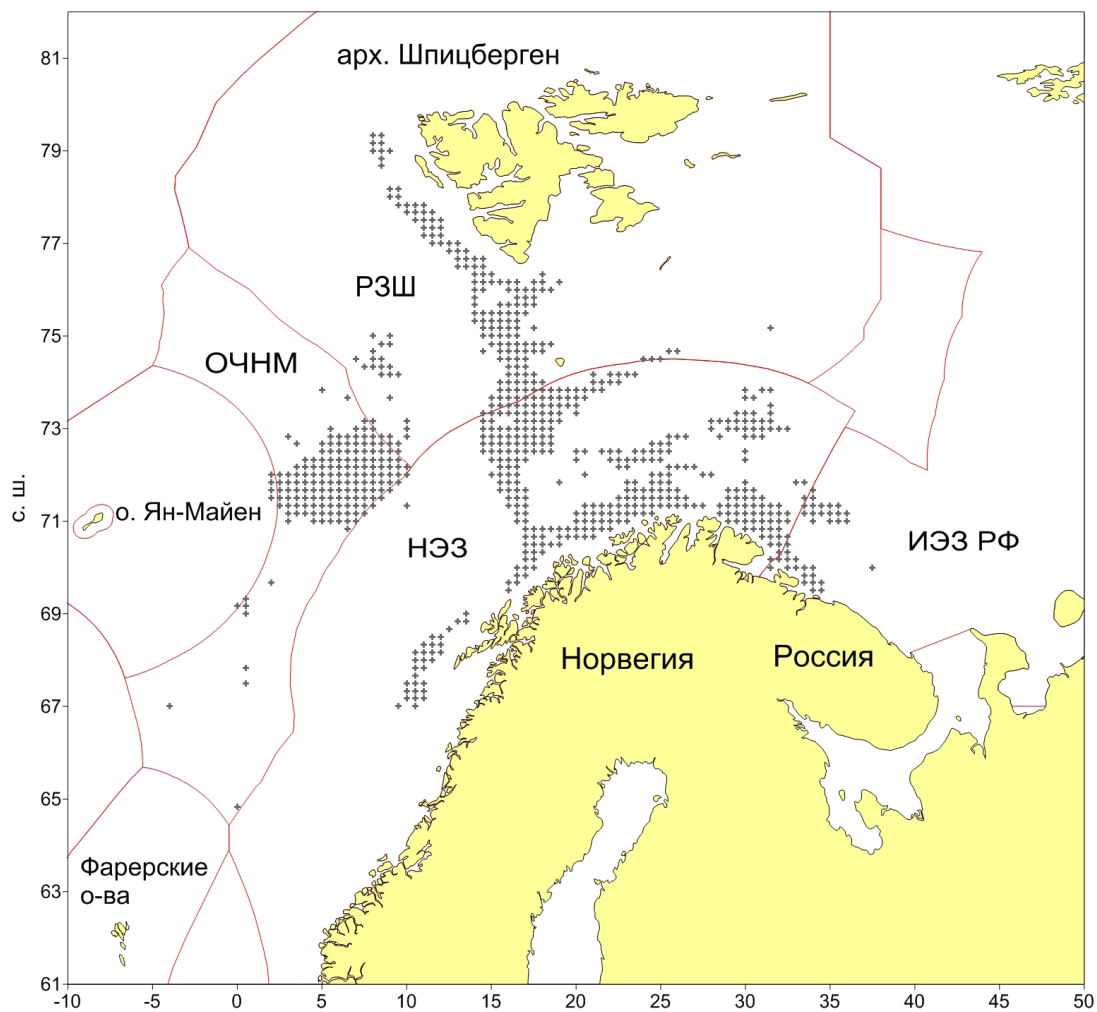 81
арх. Шпицберген
79
77
РЗШ
75
ОЧНМ
73
с. ш.
о. Ян-Майен
71
НЭЗ
ИЭЗ РФ
69
Норвегия
Россия
67
65
Фарерские
о-ва
63
61
-10 -5 0 5 10 15 20 25 30 35 40 45 50